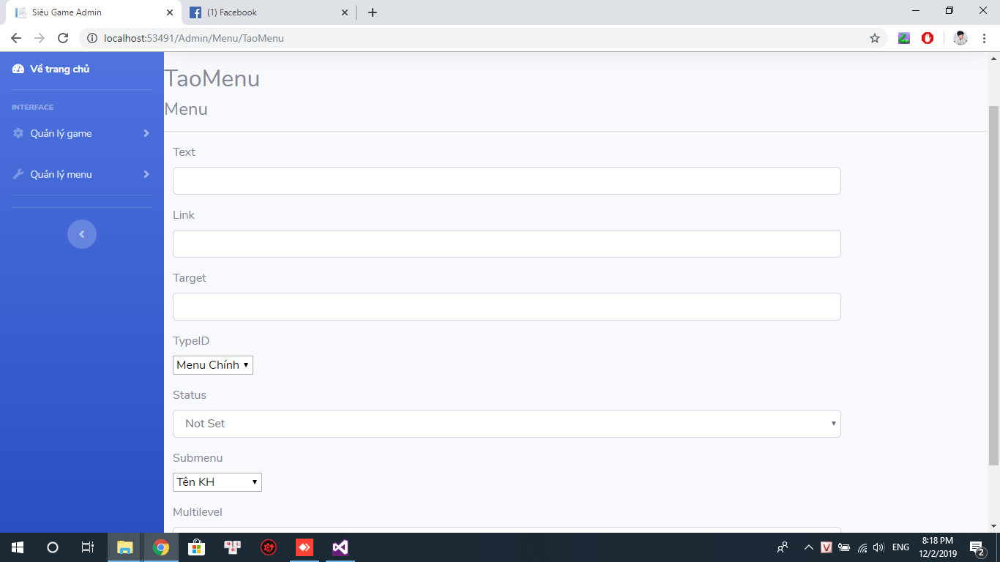 Siêu Game Admin
(1) Facebook
localhost:53491/Admin/Menu/TaoMenu
Về trang chủ
INTERFACE
Quản lý game
Quản lý menu
TaoMenu
Menu
Text
Link
Target
TypeID
Menu Chính
Status
Not Set
Submenu
Tên KH
Multilevel
ENG
8:18 PM
12/2/2019
2